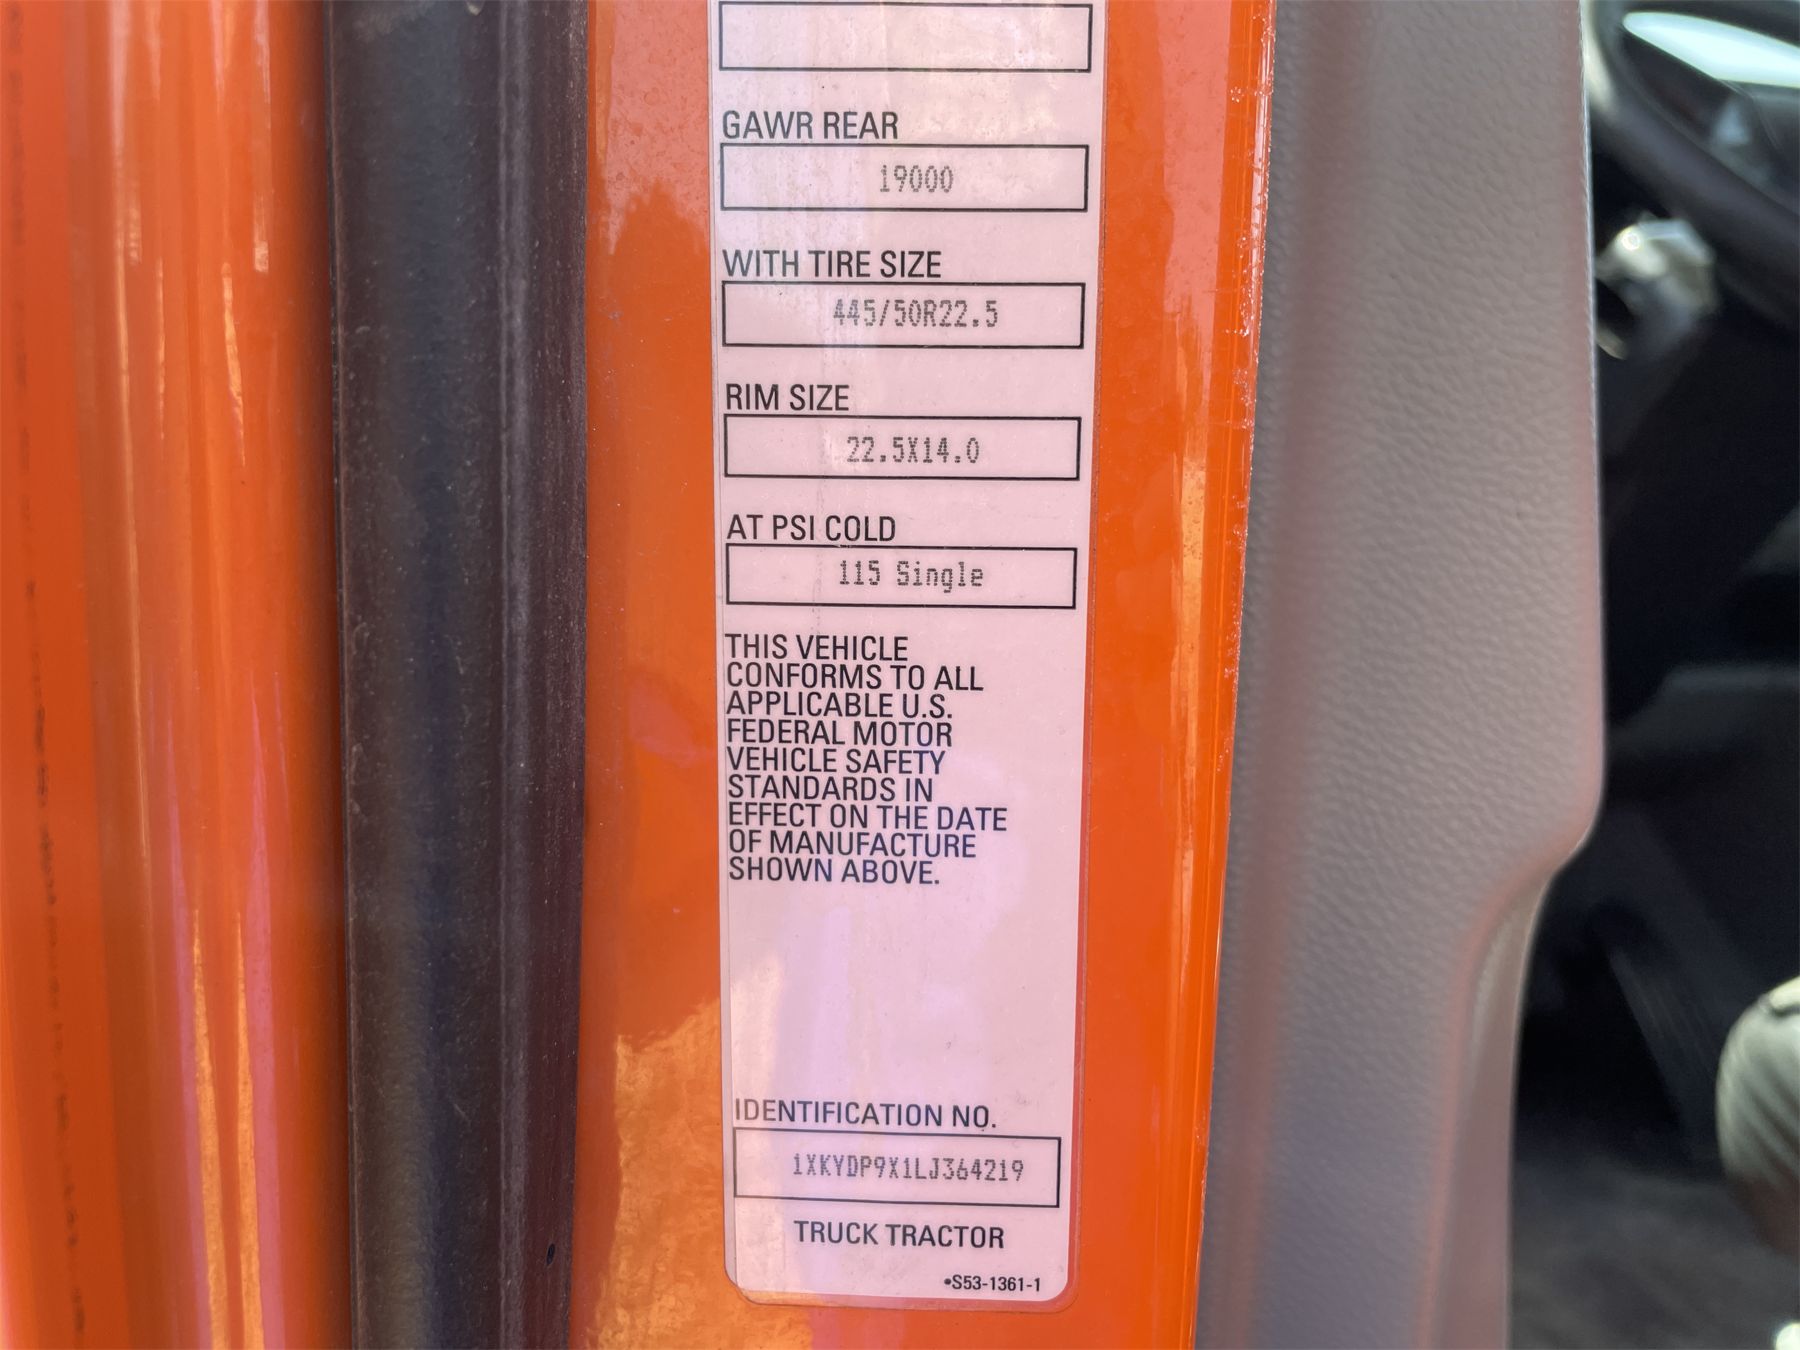 GAWR REAR
19000
WITH TIRE SIZE
445/50R22.5
RIM SIZE
22.5X14.0
AT PSI COLD
115 Single
THIS VEHICLE
CONFORMS TO ALL
APPLICABLE U.S.
FEDERAL MOTOR
VEHICLE SAFETY
STANDARDS IN
EFFECT ON THE DATE
OF MANUFACTURE
SHOWN ABOVE.
IDENTIFICATION NO.
1XKYDP9X1LJ364219
TRUCK TRACTOR
•S53-1361-1